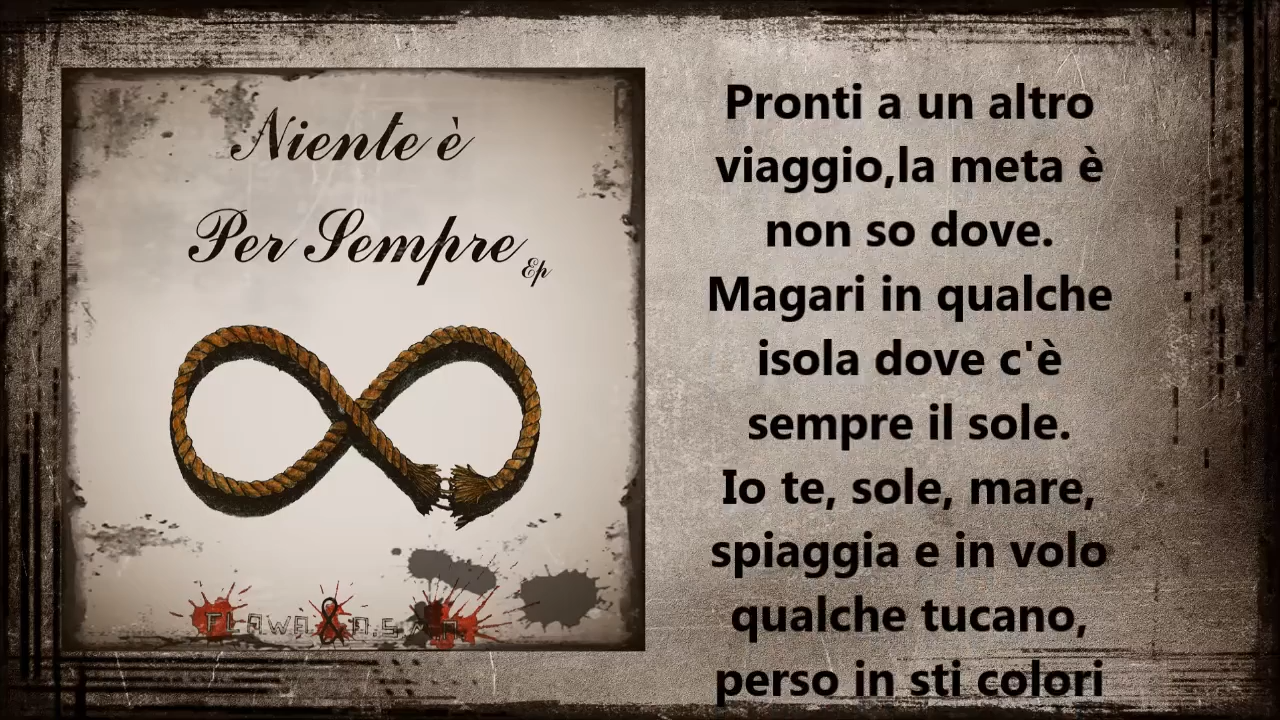 Niente è
Per Sempre Ep
Pronti a un altro
viaggio,la meta è
non so dove.
Magari in qualche
isola dove c'è
sempre il sole.
Io te, sole, mare,
spiaggia e in volo
qualche tucano,
perso in sti colori